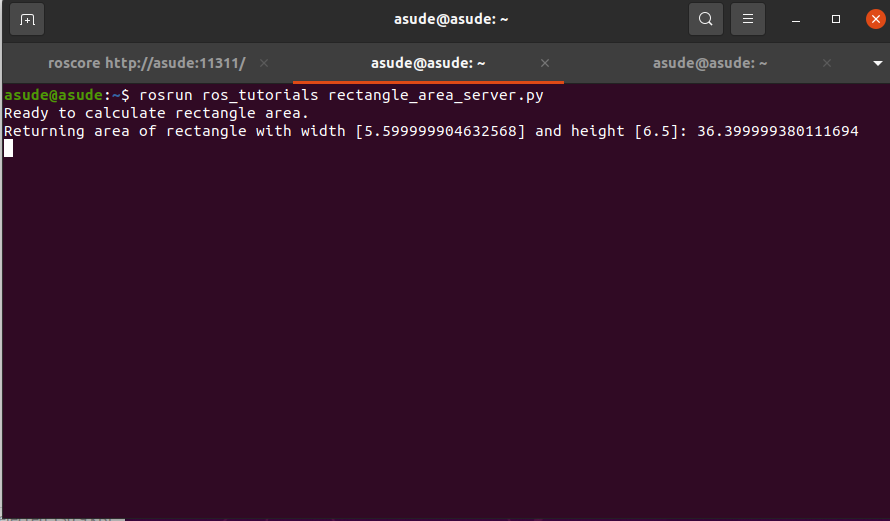 asude@asude: ~
roscore http://asude:11311/
asude@asude: ~
asude@asude: ~
asude@asude:~$ rosrun ros_tutorials rectangle_area_server.py
Ready to calculate rectangle area.
Returning area of rectangle with width [5.599999904632568] and height [6.5]: 36.399999380111694